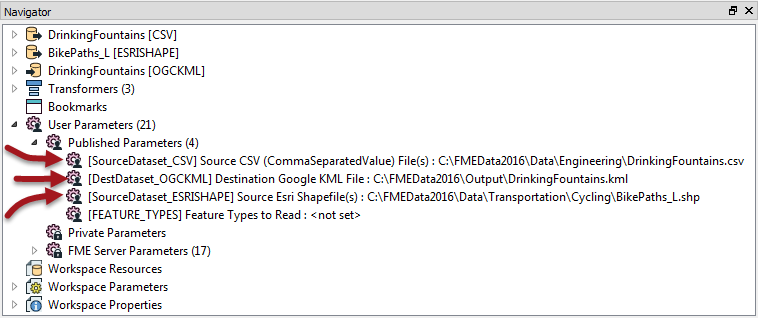 Navigator
DrinkingFountains [CSV]
BikePaths_L [ESRISHAPE]
DrinkingFountains [OGCKML]
Transformers (3)
Bookmarks
User Parameters (21)
Published Parameters (4)
[SourceDataset_CSV] Source CSV (CommaSeparatedValue) File(s) : C:\FMEData2016\Data\Engineering\DrinkingFountains.csv
[DestDataset_OGCKML] Destination Google KML File : C:\FMEData2016\Output\DrinkingFountains.kml
[SourceDataset_ESRISHAPE] Source Esri Shapefile(s) : C:\FMEData2016\Data\Transportation\Cycling\BikePaths_L.shp
[FEATURE_TYPES] Feature Types to Read : <not set>
Private Parameters
FME Server Parameters (17)
Workspace Resources
Workspace Parameters
Workspace Properties